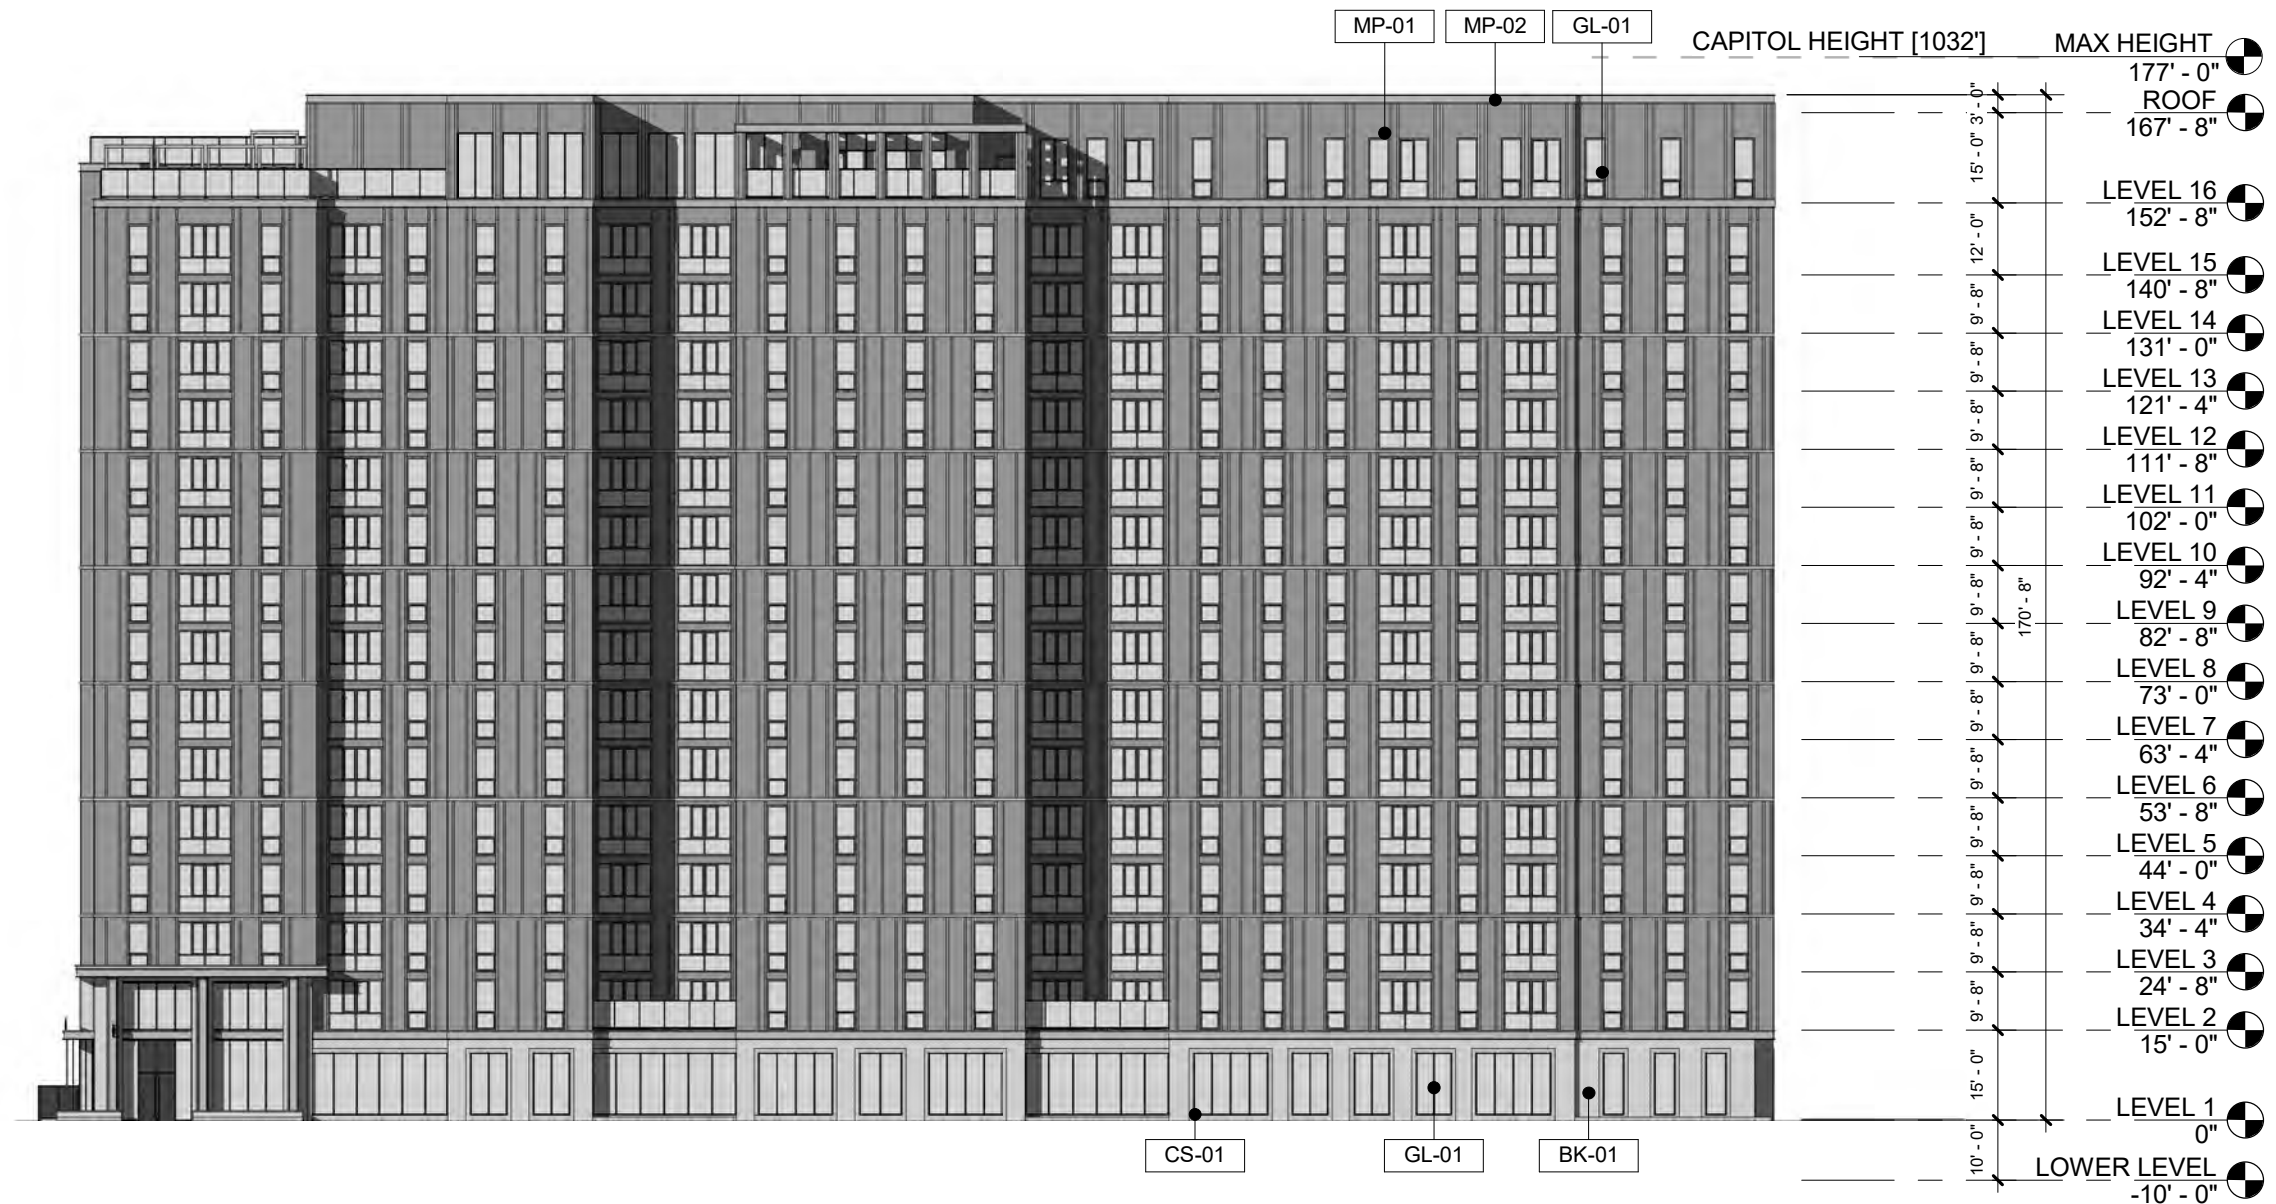 MP-01 MP-02 GL-01
CAPITOL HEIGHT [1032'] MAX HEIGHT
177' - 0"
3' - 0" ROOF
167' - 8"
15' - 0"
LEVEL 16
152' - 8"
12' - 0"
LEVEL 15
140' - 8"
9' - 8"
LEVEL 14
131' - 0"
9' - 8"
LEVEL 13
121' - 4"
9' - 8"
LEVEL 12
111' - 8"
9' - 8"
LEVEL 11
102' - 0"
9' - 8"
LEVEL 10
92' - 4"
9' - 8"
170' - 8"
LEVEL 9
82' - 8"
9' - 8"
LEVEL 8
73' - 0"
9' - 8"
LEVEL 7
63' - 4"
9' - 8"
LEVEL 6
53' - 8"
9' - 8"
LEVEL 5
44' - 0"
9' - 8"
LEVEL 4
34' - 4"
9' - 8"
LEVEL 3
24' - 8"
9' - 8"
LEVEL 2
15' - 0"
15' - 0"
LEVEL 1
0"
CS-01 GL-01 BK-01
10' - 0"
LOWER LEVEL
-10' - 0"